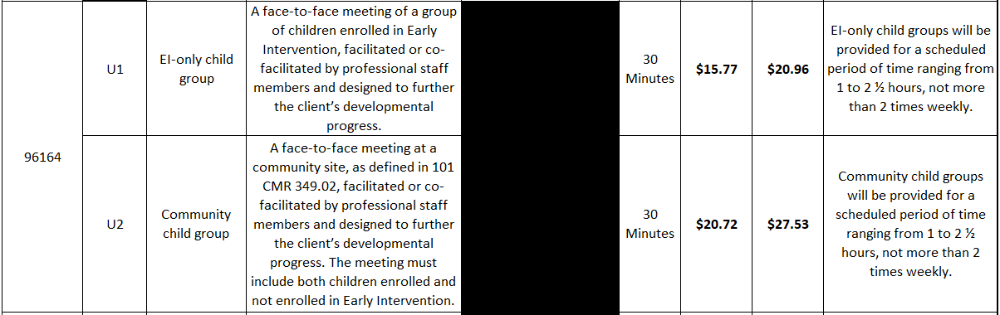 96164
U1
EI-only child
group
A face-to-face meeting of a group
of children enrolled in Early
Intervention, facilitated or co-
facilitated by professional staff
members and designed to further
the client’s developmental
progress.
30
Minutes
$15.77
$20.96
EI-only child groups will be
provided for a scheduled
period of time ranging from
1 to 2 ½ hours, not more
than 2 times weekly.
U2
Community
child group
A face-to-face meeting at a
community site, as defined in 101
CMR 349.02, facilitated or co-
facilitated by professional staff
members and designed to further
the client’s developmental
progress. The meeting must
include both children enrolled and
not enrolled in Early Intervention.
30
Minutes
$20.72
$27.53
Community child groups
will be provided for a
scheduled period of time
ranging from 1 to 2 ½
hours, not more than 2
times weekly.